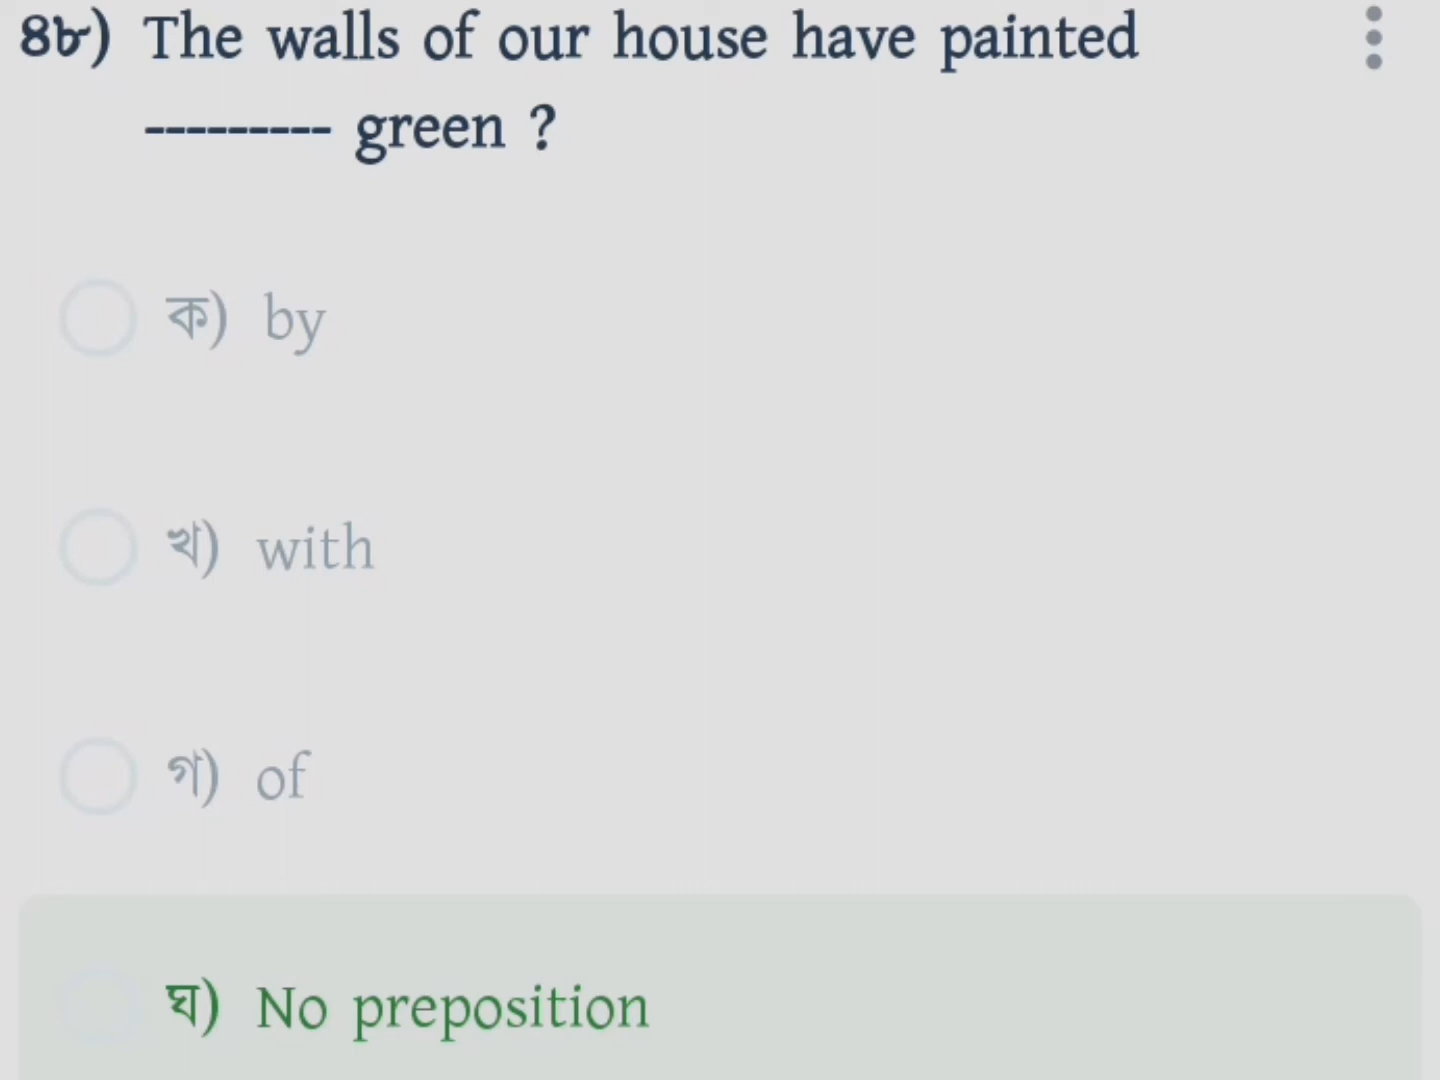 ৪৮) The walls of our house have painted
--------- green ?
ক) by
খ) with
গ) of
ঘ) No preposition